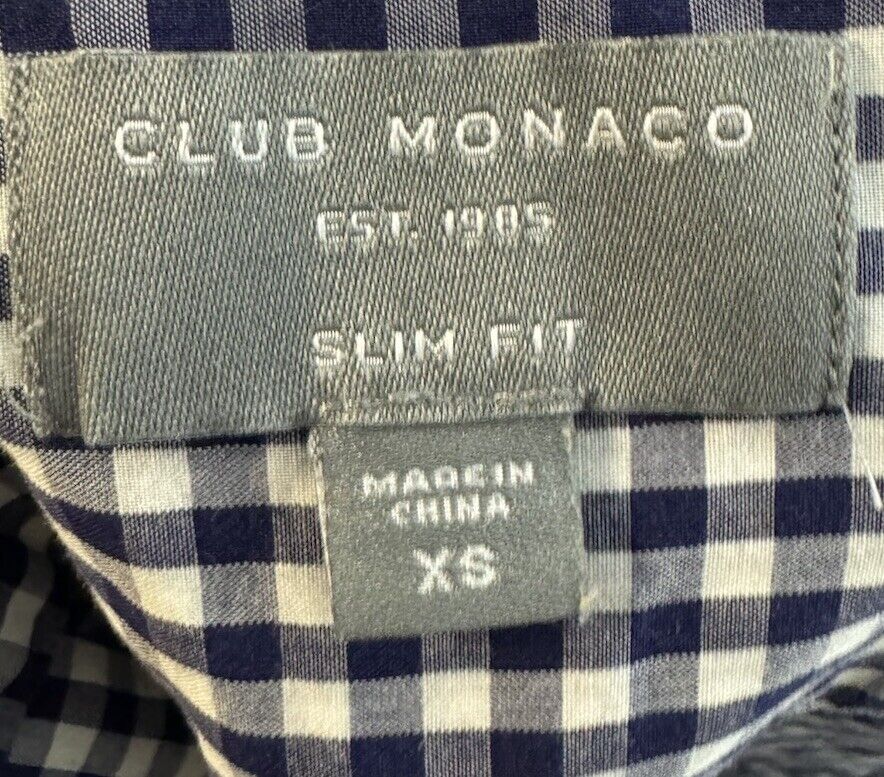 CLUB MONACO
EST. 1985
SLIM FIT
MADE IN
CHINA
XS